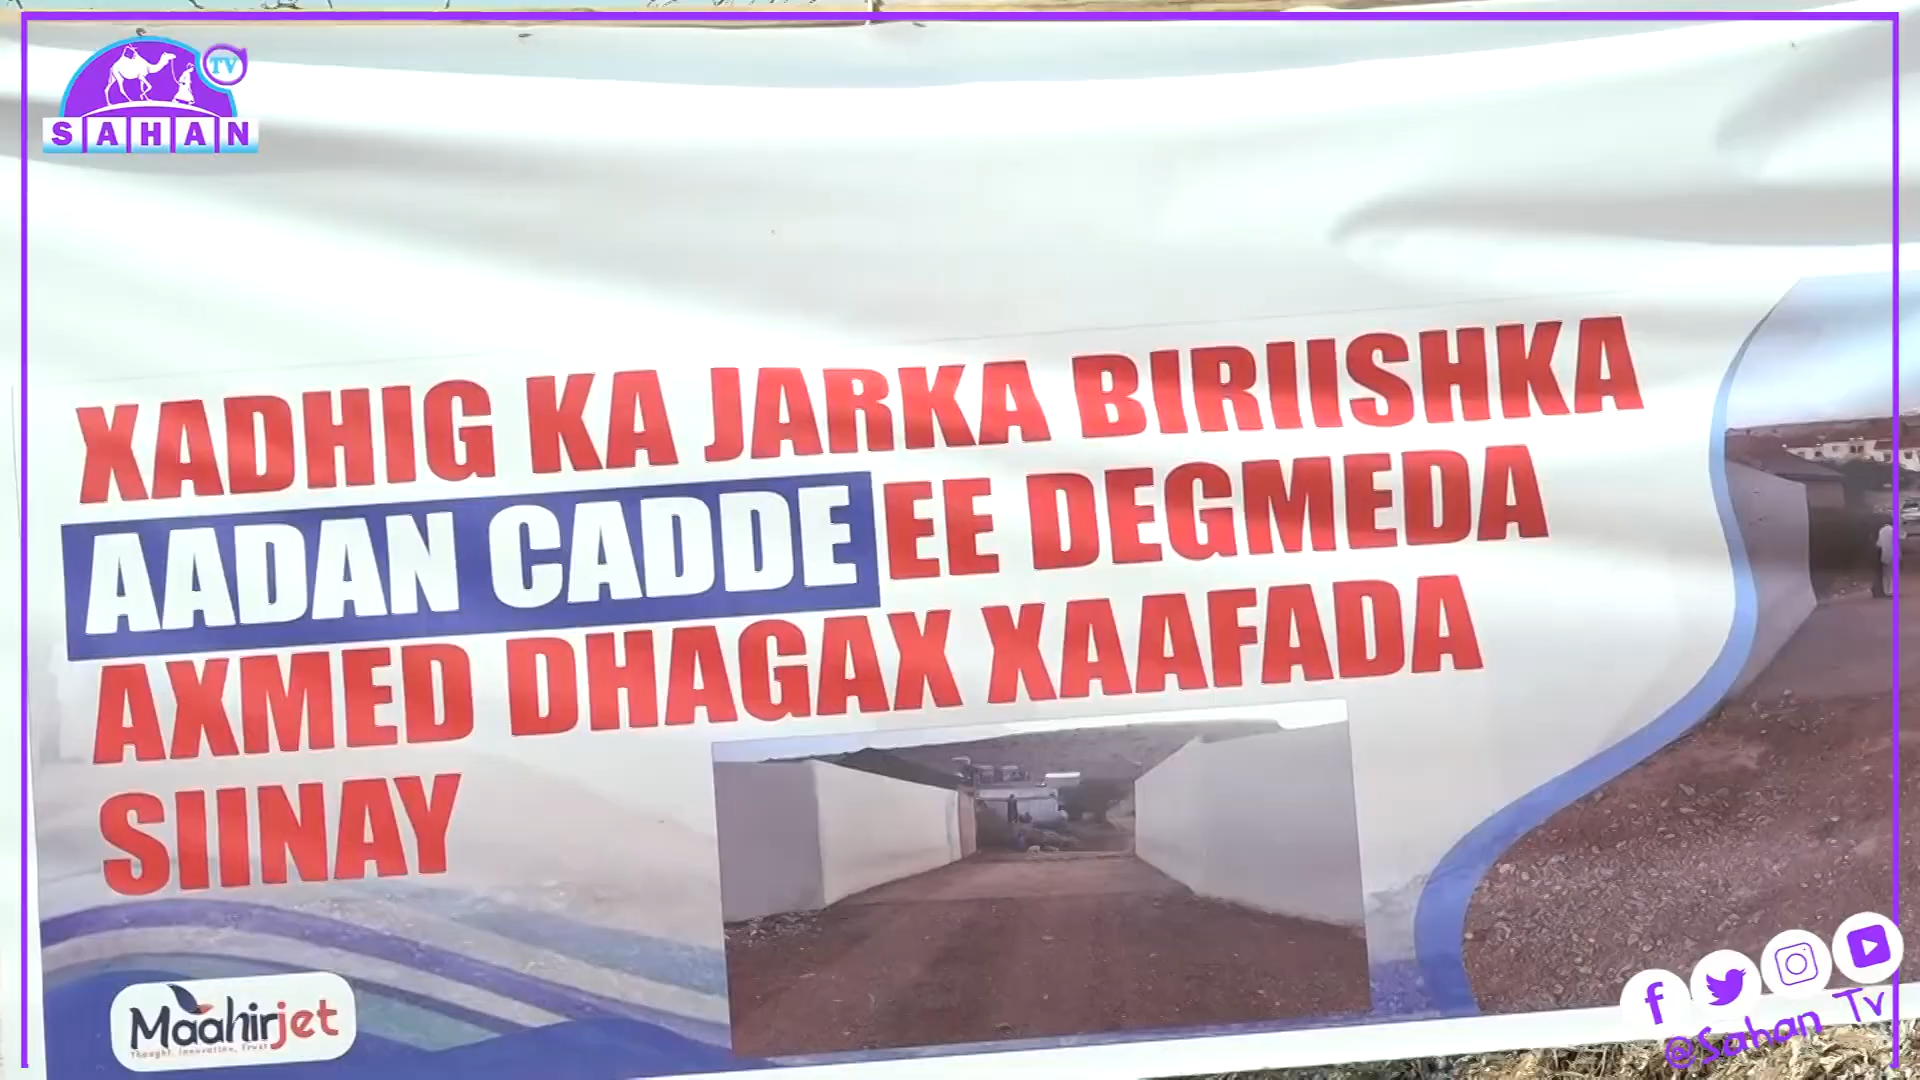 TV
SAHAN
XADHIG KA JARKA BIRIISHKA
AADAN CADDE EE DEGMEDA
AXMED DHAGAX XAAFADA
SIINAY
Maahirjet
Thought, Innovation, Trust
@Sahan Tv